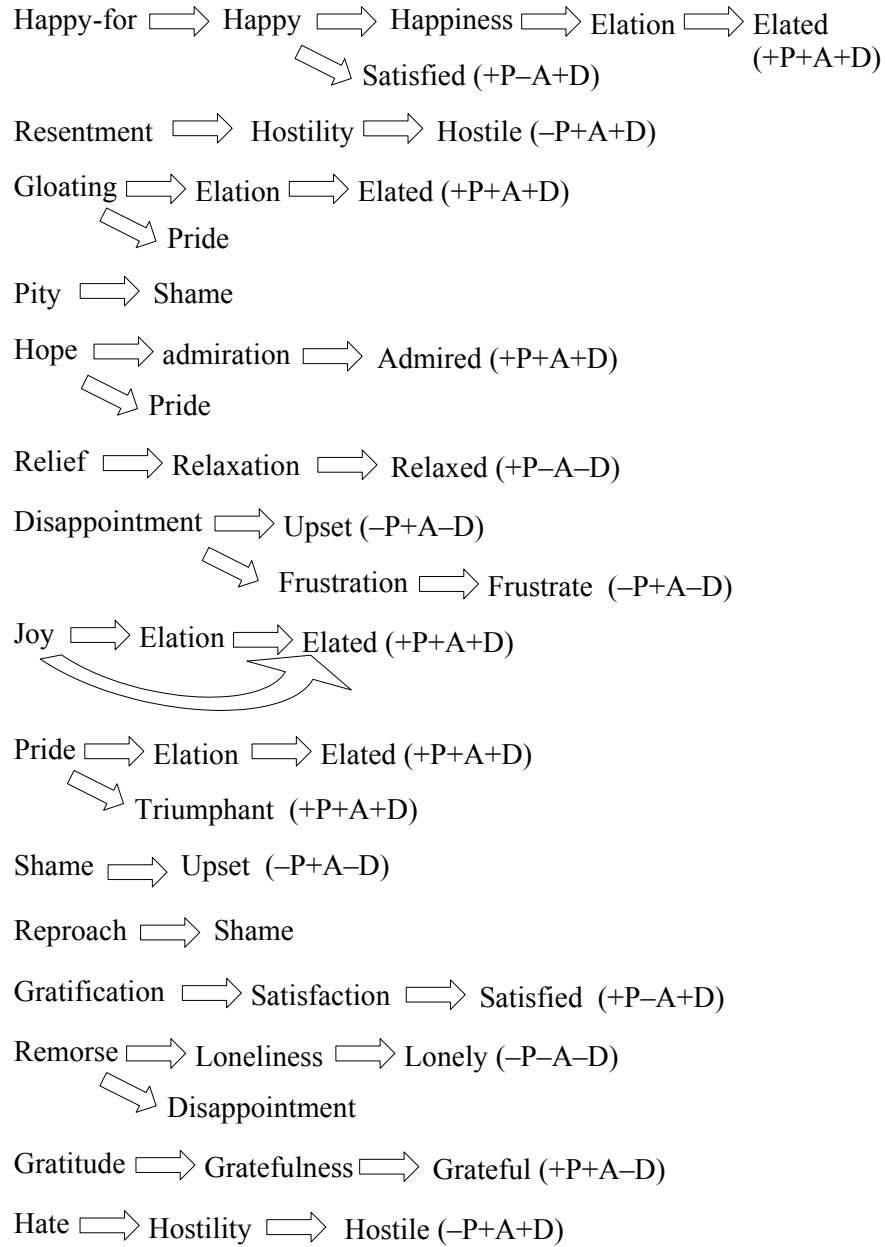 Happy-for Happy Happiness Elation Elated
(+P+A+D)
Satisfied (+P–A+D)
Resentment Hostility Hostile (–P+A+D)
Gloating Elation Elated (+P+A+D)
Pride
Pity Shame
Hope admiration Admired (+P+A+D)
Pride
Relief Relaxation Relaxed (+P–A–D)
Disappointment Upset (–P+A–D)
Frustration Frustrate (–P+A–D)
Joy Elation Elated (+P+A+D)
Pride Elation Elated (+P+A+D)
Triumphant (+P+A+D)
Shame Upset (–P+A–D)
Reproach Shame
Gratification Satisfaction Satisfied (+P–A+D)
Remorse Loneliness Lonely (–P–A–D)
Disappointment
Gratitude Gratefulness Grateful (+P+A–D)
Hate Hostility Hostile (–P+A+D)